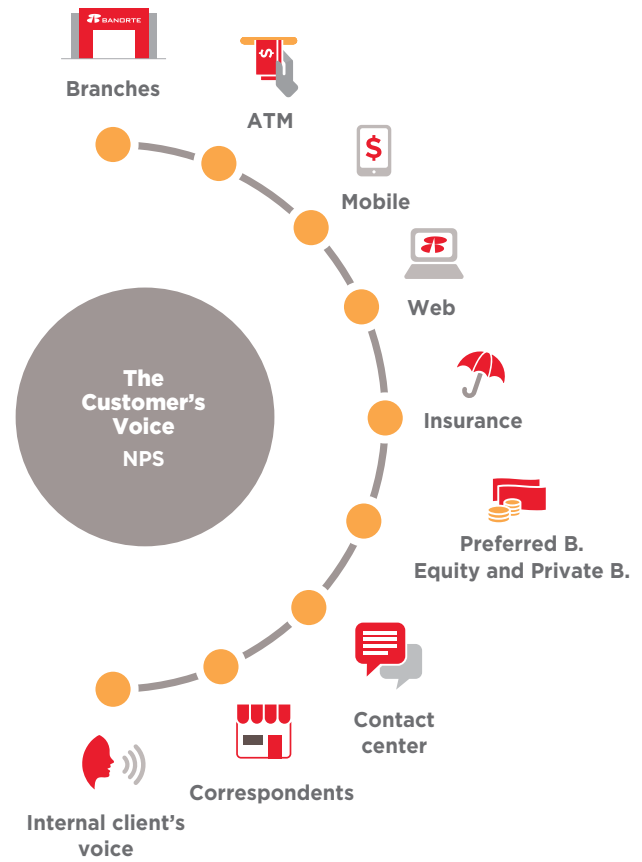 BANORTE
Branches
$
ATM
$
Mobile
Web
The
Customer's
Voice
NPS
Insurance
Preferred B.
Equity and Private B.
Contact
center
Correspondents
Internal client's
voice